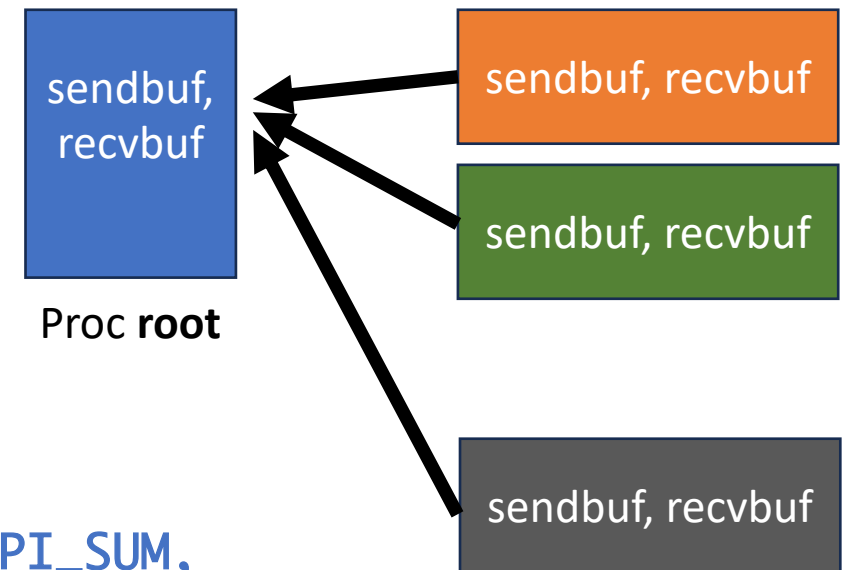 sendbuf,
recvbuf
Proc root
sendbuf, recvbuf
sendbuf, recvbuf
sendbuf, recvbuf
PI_SUM,